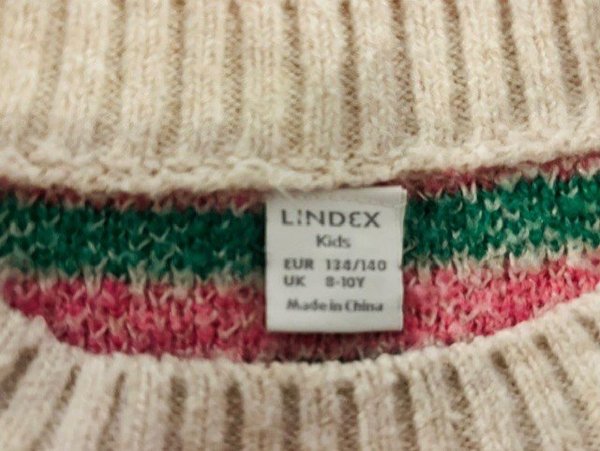 LINDEX
Kids
EUR 134/140
UK 8-10Y
Made in China